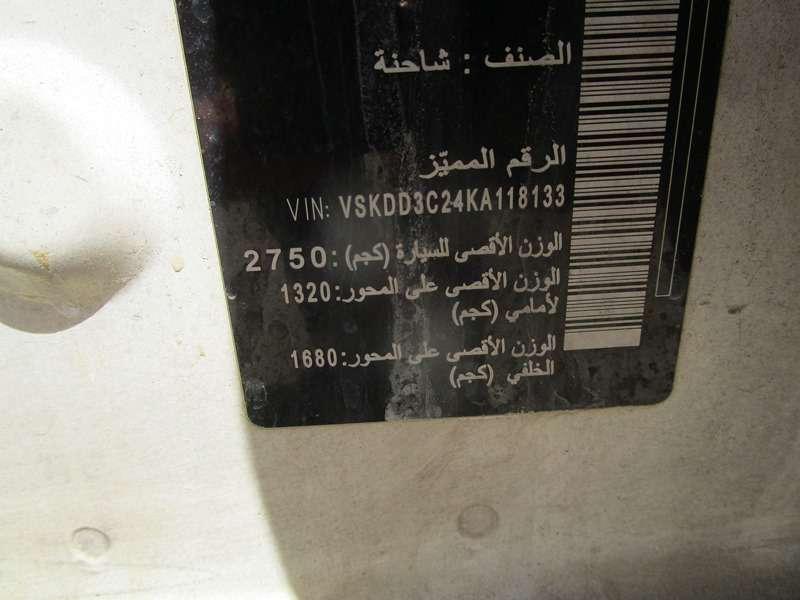 الصنف : شاحنة
الرقم المميّز
VIN: VSKDD3C24KA118133
الوزن الأقصى للسيارة (كجم): 2750
الوزن الأقصى على المحور: 1320
لأمامي (كجم)
الوزن الأقصى على المحور: 1680
الخلفي (كجم)